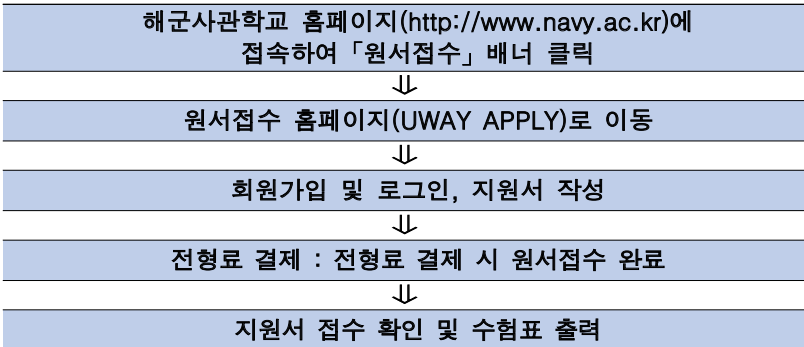 해군사관학교 홈페이지(http://www.navy.ac.kr)에
접속하여「원서접수」배너 클릭
⇓
원서접수 홈페이지(UWAY APPLY)로 이동
⇓
회원가입 및 로그인, 지원서 작성
⇓
전형료 결제 : 전형료 결제 시 원서접수 완료
⇓
지원서 접수 확인 및 수험표 출력